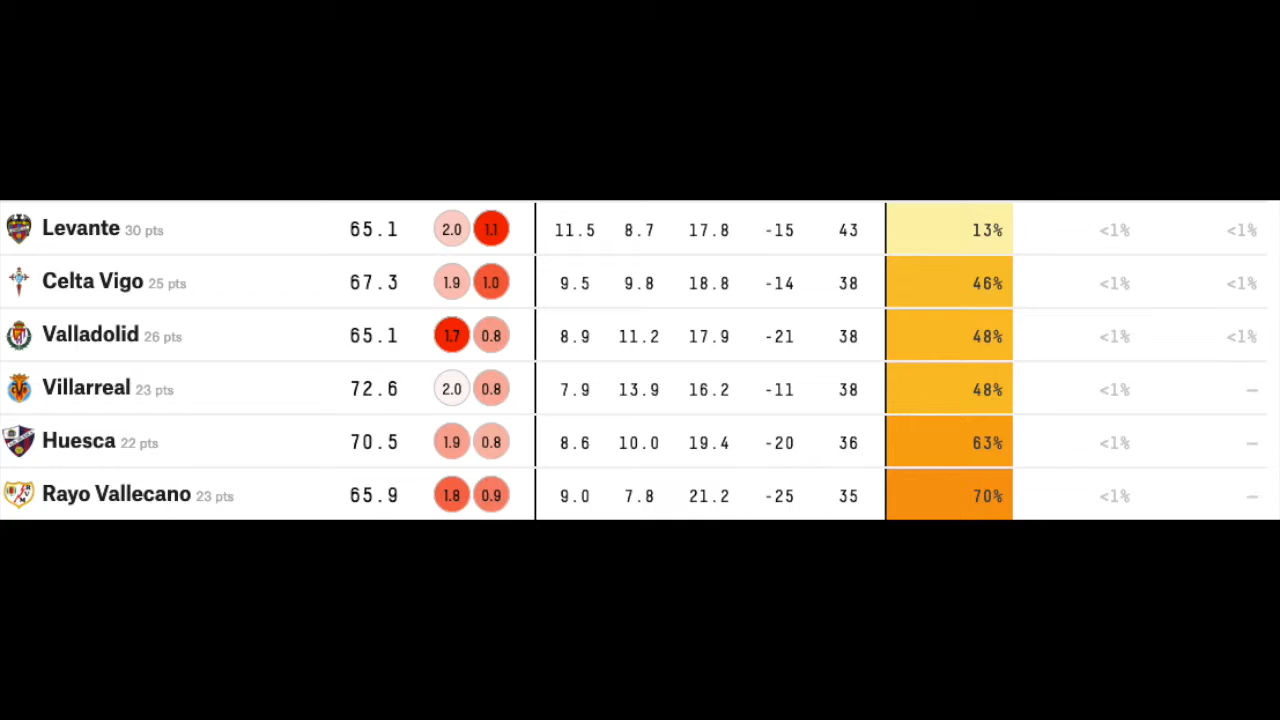 Levante 30 pts 65.1 2.0 1.1 11.5 8.7 17.8 -15 43 13% <1% <1%
Celta Vigo 25 pts 67.3 1.9 1.0 9.5 9.8 18.8 -14 38 46% <1% <1%
Valladolid 26 pts 65.1 1.7 0.8 8.9 11.2 17.9 -21 38 48% <1% <1%
Villarreal 23 pts 72.6 2.0 0.8 7.9 13.9 16.2 -11 38 48% <1% —
Huesca 22 pts 70.5 1.9 0.8 8.6 10.0 19.4 -20 36 63% <1% —
Rayo Vallecano 23 pts 65.9 1.8 0.9 9.0 7.8 21.2 -25 35 70% <1% —